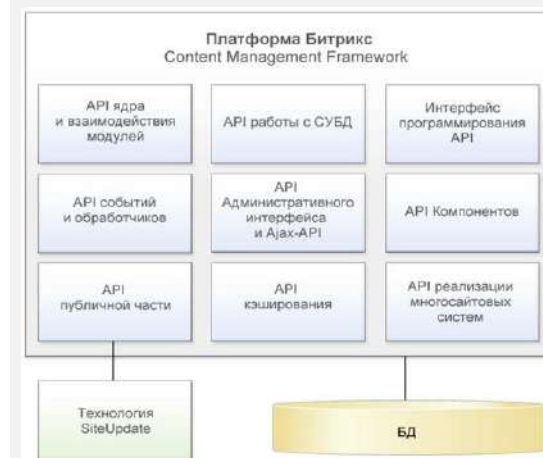 Платформа Битрикс
Content Management Framework
API ядра
и взаимодействия
модулей
API работы с СУБД
Интерфейс
программирования
API
API событий
и обработчиков
API
Административного
интерфейса
и Ajax-API
API Компонентов
API
публичной части
API
кэширования
API реализации
многосайтовых
систем
Технология
SiteUpdate
БД